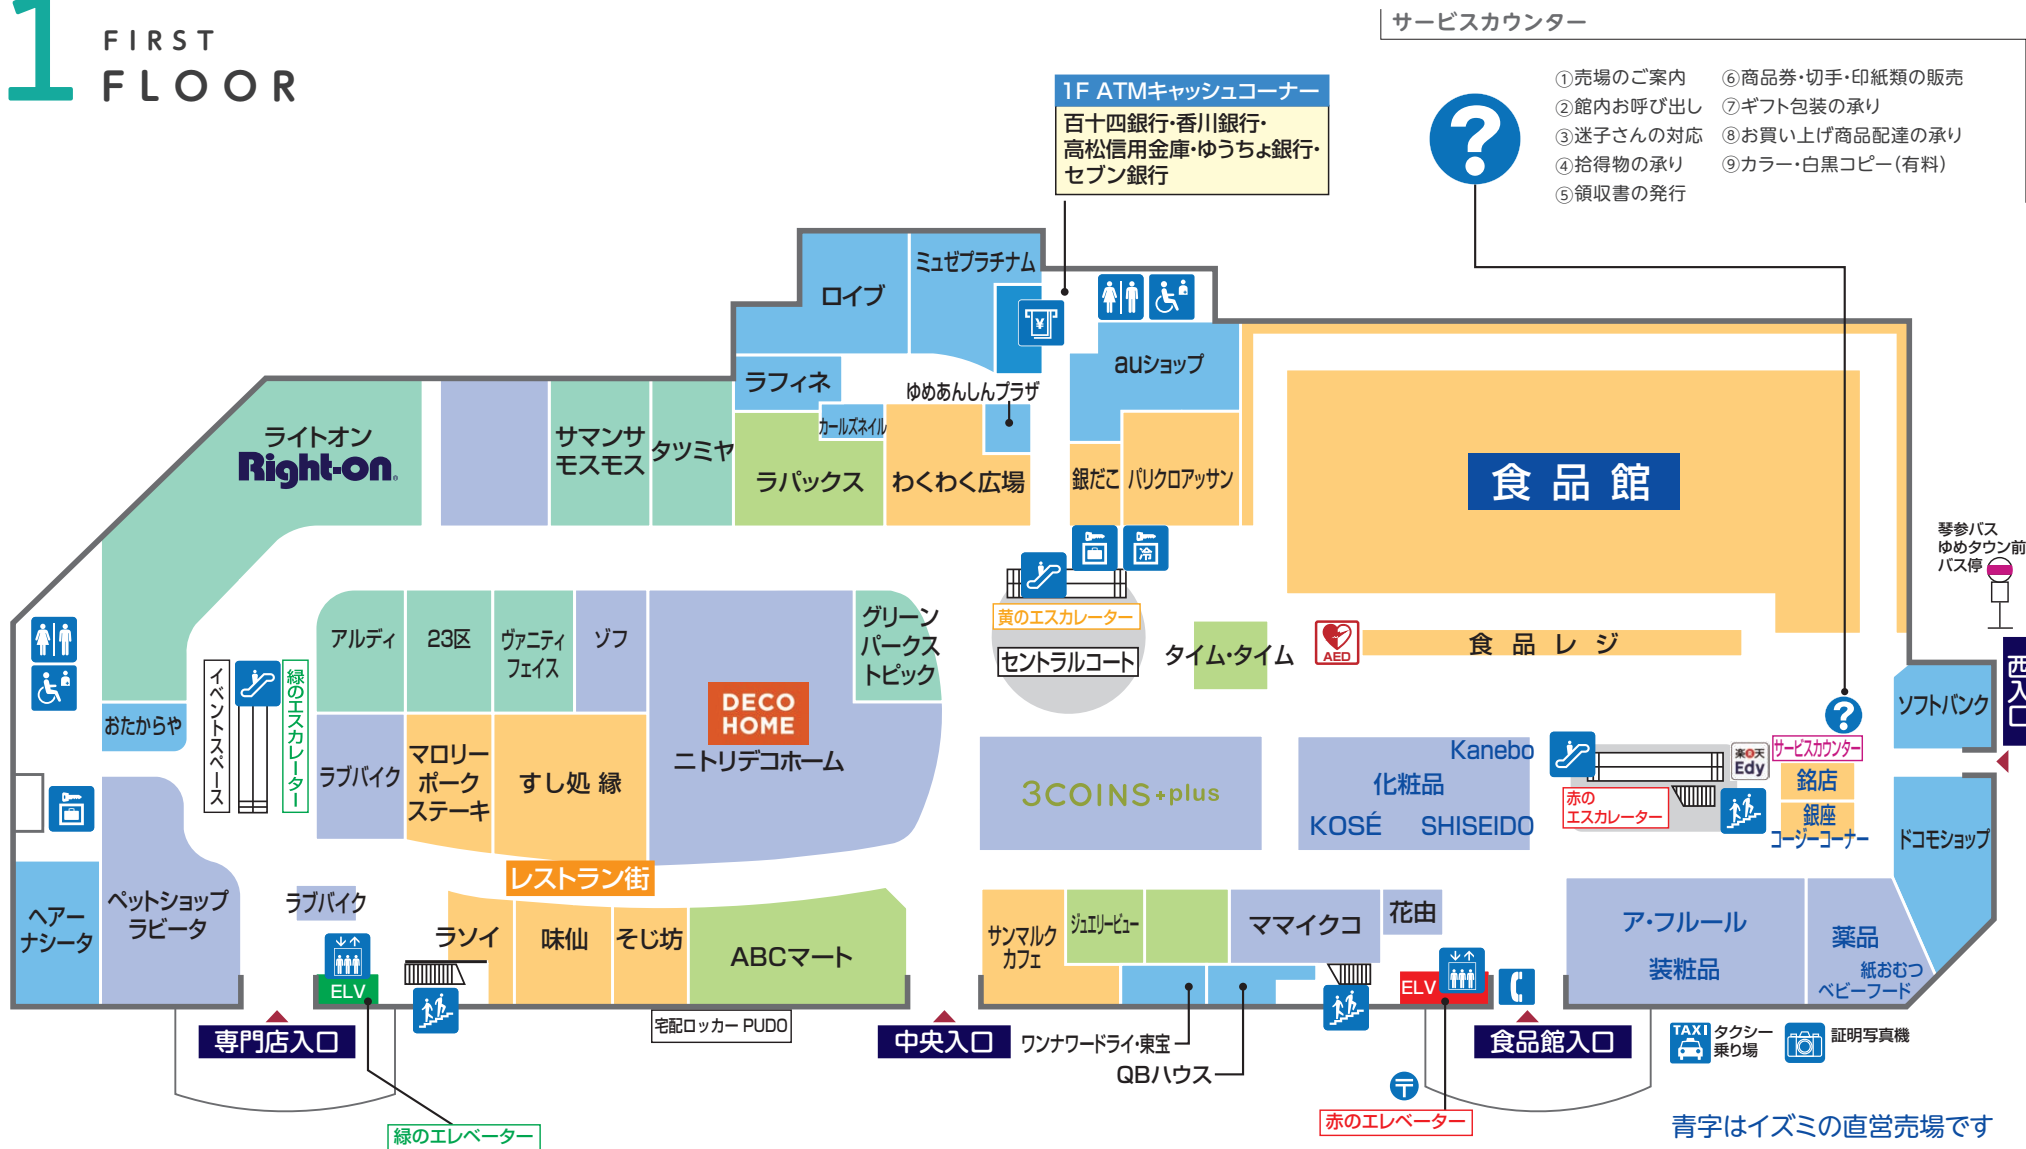 1 FIRST
FLOOR
サービスカウンター
①売場のご案内
②館内お呼び出し
③迷子さんの対応
④拾得物の承り
⑤領収書の発行
⑥商品券・切手・印紙類の販売
⑦ギフト包装の承り
⑧お買い上げ商品配達の承り
⑨カラー・白黒コピー(有料)
?
1F ATMキャッシュコーナー
百十四銀行・香川銀行・
高松信用金庫・ゆうちょ銀行・
セブン銀行
ロイブ
ミュゼプラチナム
¥
ラフィネ
カールズネイル
ゆめあんしんプラザ
auショップ
ライトオン
Right-on.
サマンサ
モスモス
タツミヤ
ラパックス
わくわく広場
銀だこ
パリクロアッサン
冷
食品館
琴参バス
ゆめタウン前
バス停
アルディ
23区
ヴァニティ
フェイス
ゾフ
グリーン
パークス
トピック
黄のエスカレーター
セントラルコート
タイム・タイム
AED
食品レジ
西入口
おたからや
イベントスペース
緑のエスカレーター
ラブバイク
マロリー
ポーク
ステーキ
すし処 縁
DECO
HOME
ニトリデコホーム
3COINS+plus
Kanebo
化粧品
KOSÉ
SHISEIDO
赤の
エスカレーター
楽天
Edy
?
サービスカウンター
銘店
銀座
コージーコーナー
ソフトバンク
ドコモショップ
レストラン街
ヘアー
ナシータ
ペットショップ
ラビータ
ラブバイク
ELV
ラソイ
味仙
そじ坊
ABCマート
サンマルク
カフェ
ジュエリービュー
ママイクコ
花由
ELV
ア・フルール
装粧品
薬品
紙おむつ
ベビーフード
専門店入口
宅配ロッカー PUDO
中央入口
ワンナワードライ・東宝
QBハウス
食品館入口
TAXI
タクシー
乗り場
証明写真機
〒
緑のエレベーター
赤のエレベーター
青字はイズミの直営売場です